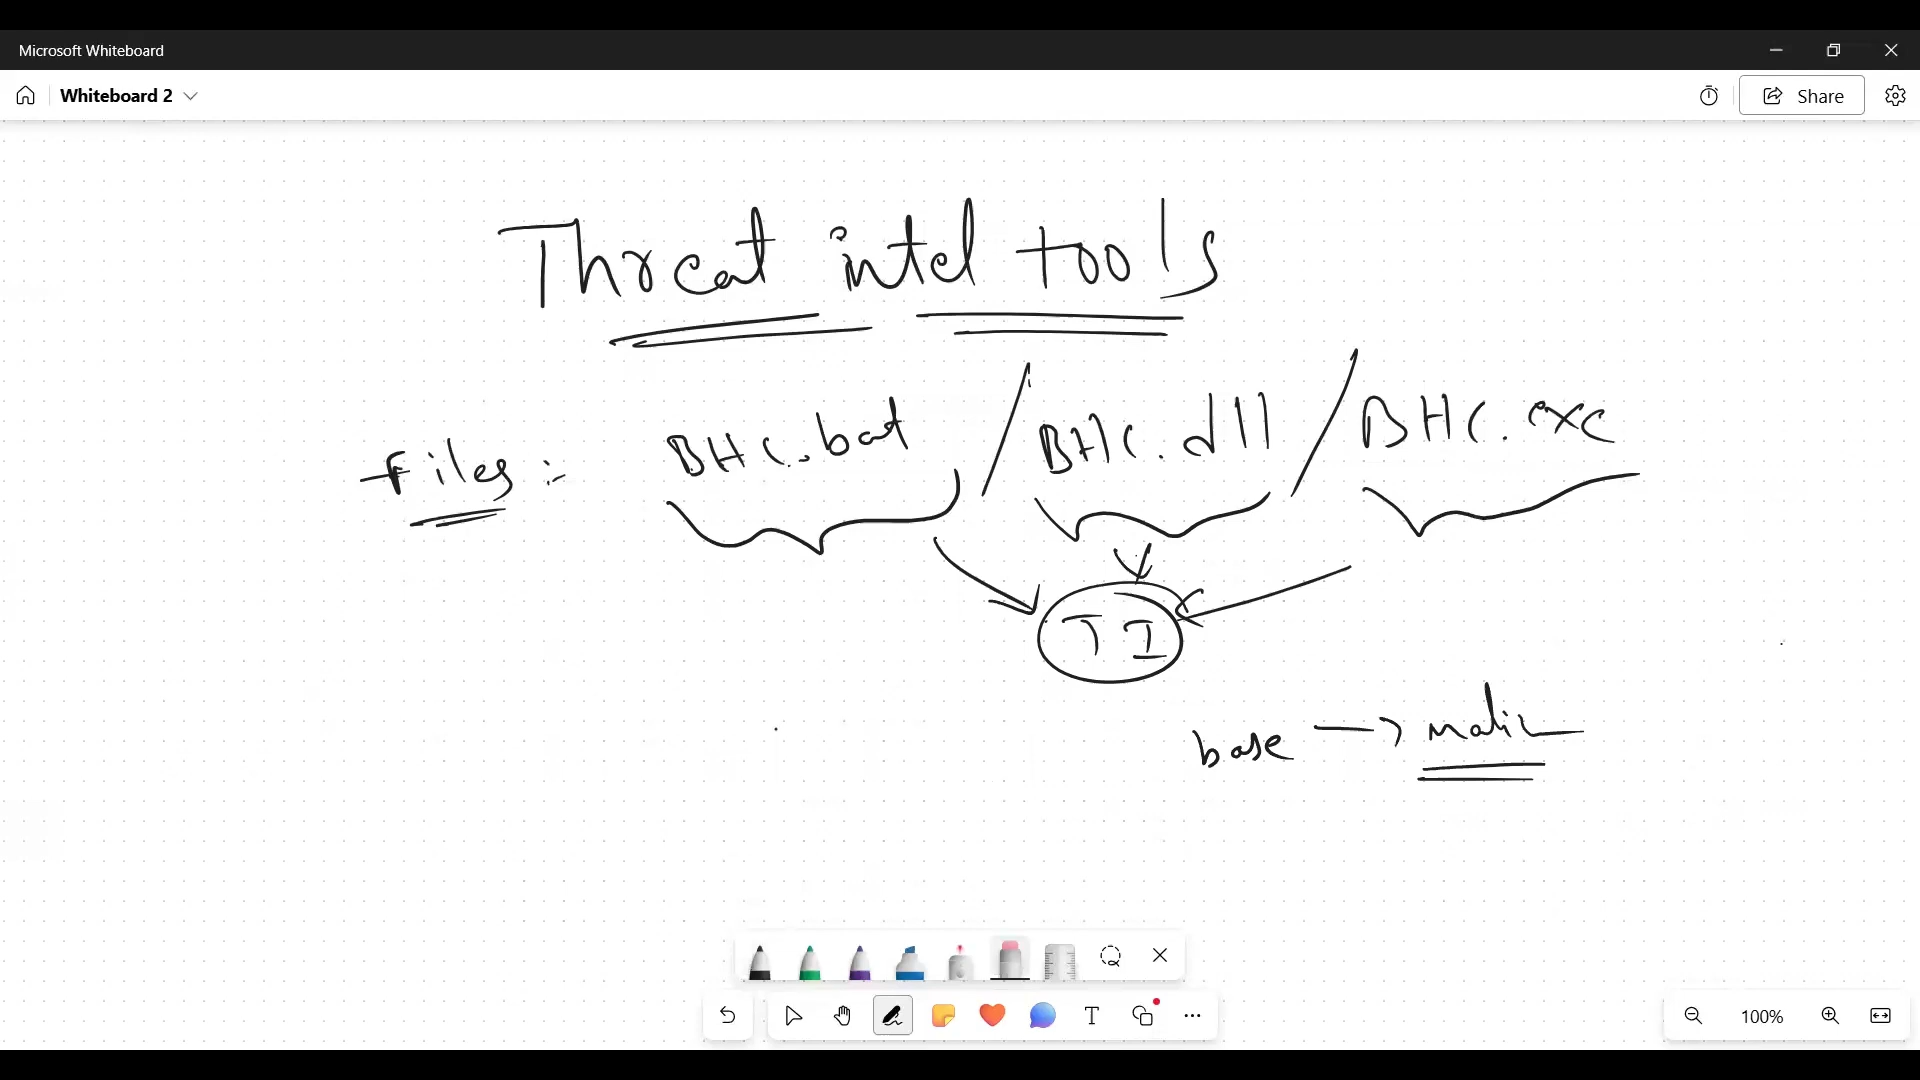 Microsoft Whiteboard
Whiteboard 2
Share
Threat intel tools
Files :- BHC.bat / BHC.dll / BHC.exe
TI
base → malic
100%